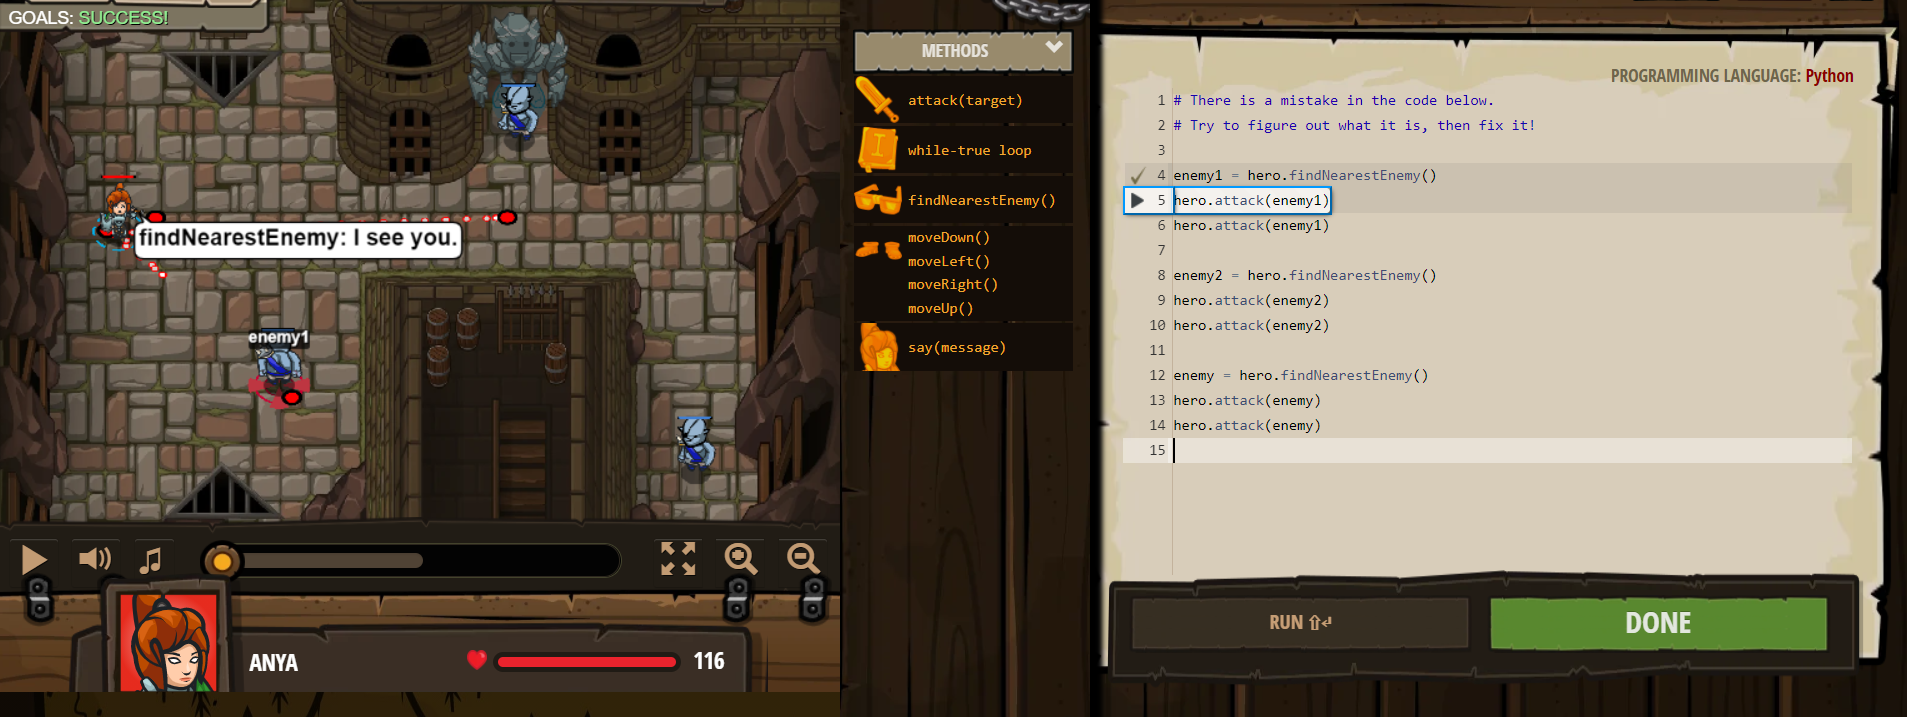 GOALS: SUCCESS!
findNearestEnemy: I see you.
enemy1
ANYA
116
METHODS
attack(target)
while-true loop
findNearestEnemy()
moveDown()
moveLeft()
moveRight()
moveUp()
say(message)
PROGRAMMING LANGUAGE: Python
1 # There is a mistake in the code below.
2 # Try to figure out what it is, then fix it!
3
4 enemy1 = hero.findNearestEnemy()
5 hero.attack(enemy1)
6 hero.attack(enemy1)
7
8 enemy2 = hero.findNearestEnemy()
9 hero.attack(enemy2)
10 hero.attack(enemy2)
11
12 enemy = hero.findNearestEnemy()
13 hero.attack(enemy)
14 hero.attack(enemy)
15
RUN ⇧↵
DONE